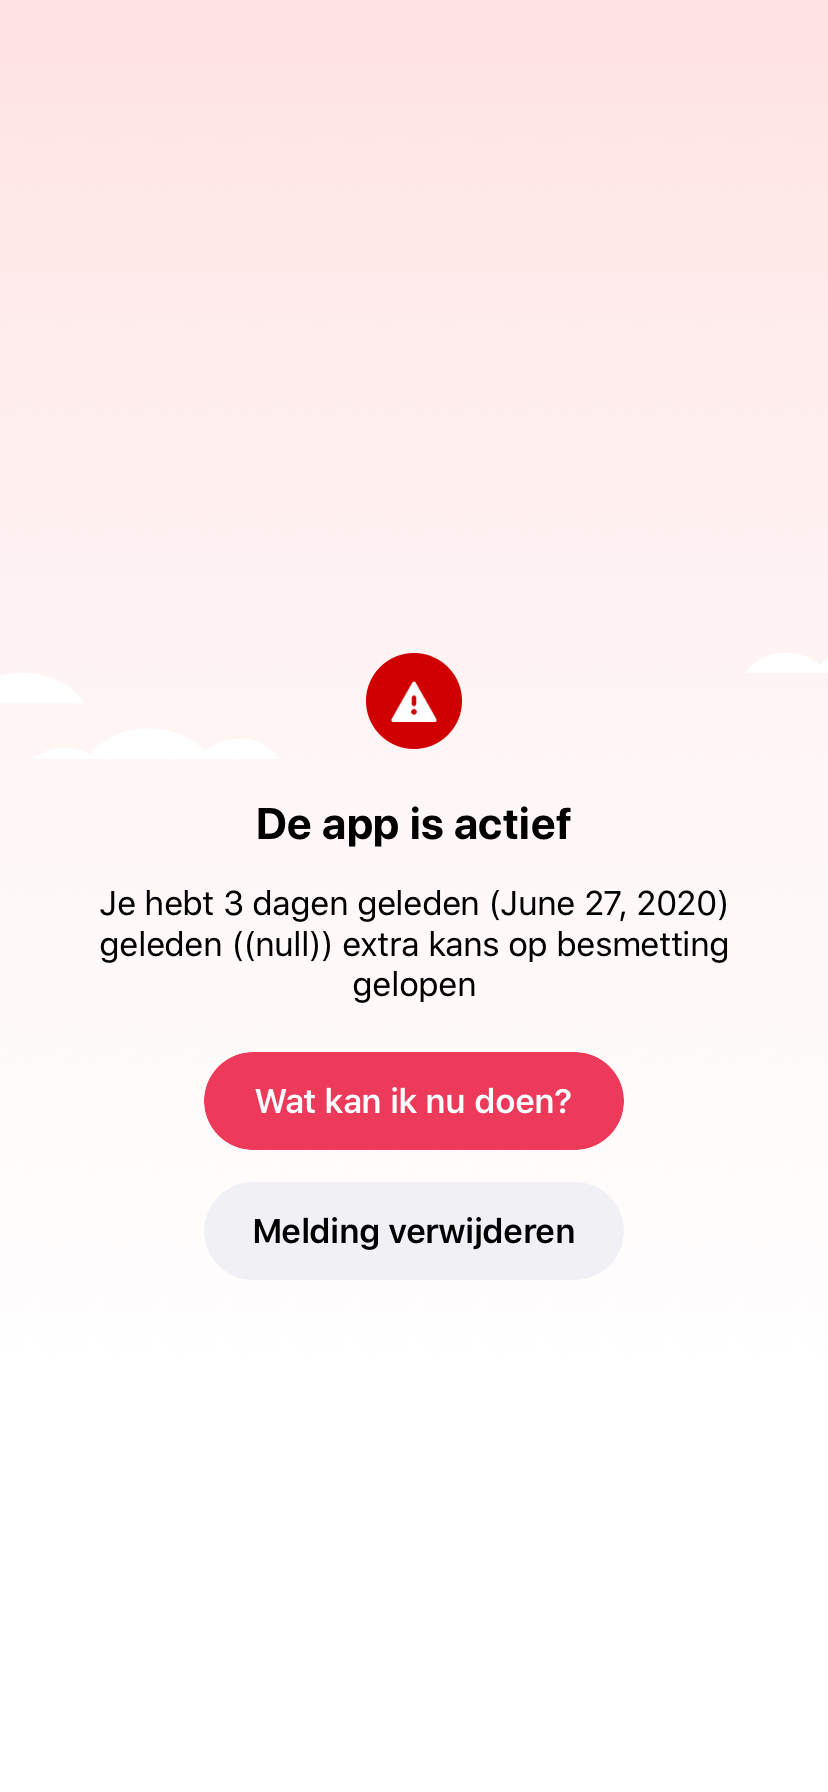 De app is actief
Je hebt 3 dagen geleden (June 27, 2020)
geleden ((null)) extra kans op besmetting
gelopen
Wat kan ik nu doen?
Melding verwijderen